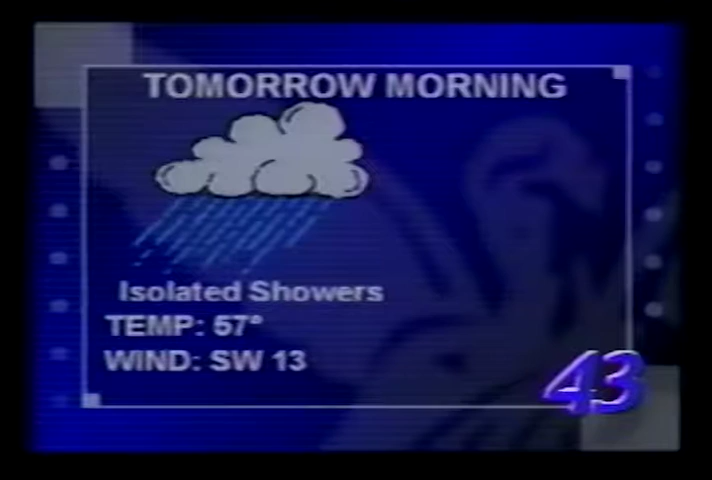 TOMORROW MORNING
Isolated Showers
TEMP: 57°
WIND: SW 13
43